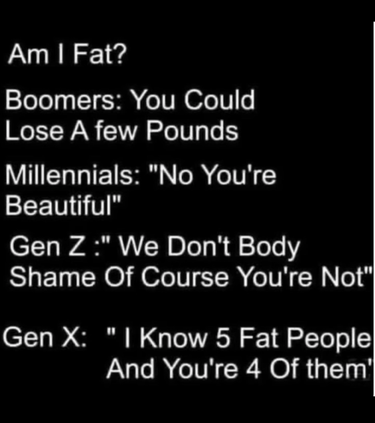 Am I Fat?
Boomers: You Could
Lose A few Pounds
Millennials: "No You're
Beautiful"
Gen Z :" We Don't Body
Shame Of Course You're Not"
Gen X: " I Know 5 Fat People
And You're 4 Of them"